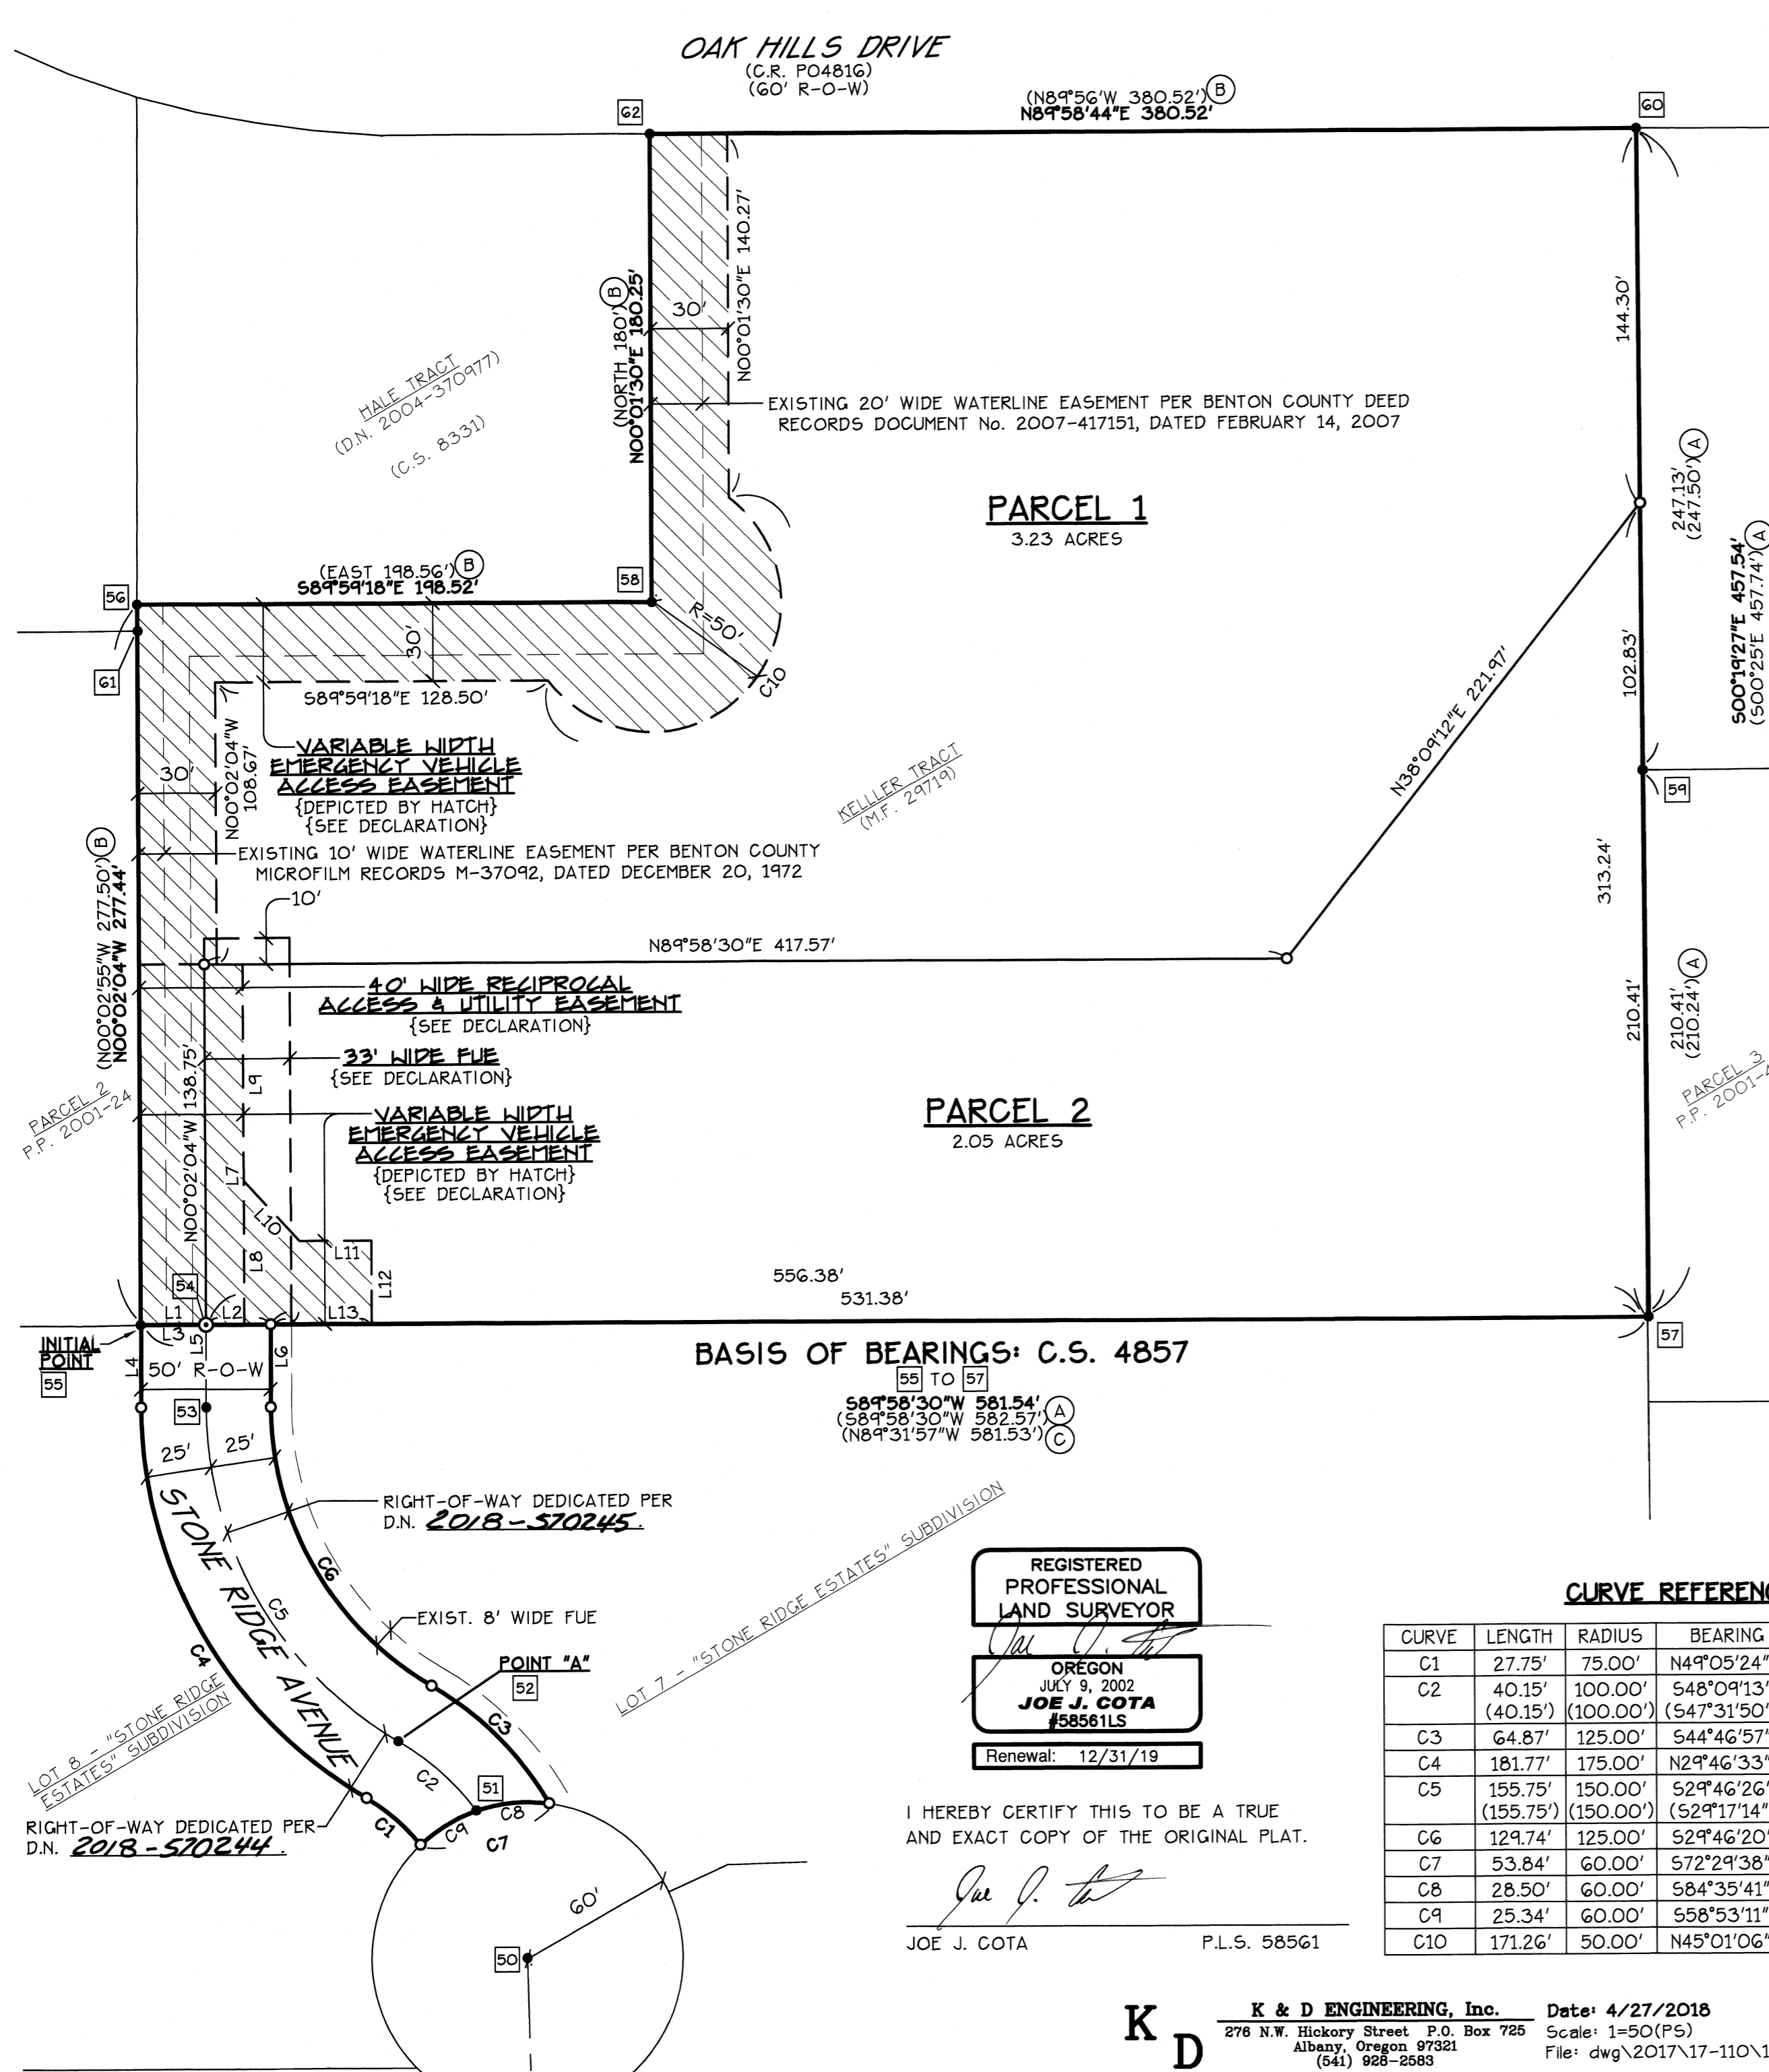 OAK HILLS DRIVE
(C.R. PO4816)
(60' R-O-W)
(N89°56'W 380.52') B
N89°58'44"E 380.52'
62
60
N00°01'30"E 140.27'
(NORTH 180') B
N00°01'30"E 180.25'
30'
144.30'
HALE TRACT
(D.N. 2004-370977)
(C.S. 8331)
EXISTING 20' WIDE WATERLINE EASEMENT PER BENTON COUNTY DEED
RECORDS DOCUMENT No. 2007-417151, DATED FEBRUARY 14, 2007
PARCEL 1
3.23 ACRES
247.13'
(247.50') A
S00°19'27"E 457.54'
(S00°25'E 457.74') A
(EAST 198.56') B
S89°59'18"E 198.52'
56
58
R=50'
C10
30'
61
S89°59'18"E 128.50'
102.83'
N38°09'12"E 221.97'
59
VARIABLE WIDTH
EMERGENCY VEHICLE
ACCESS EASEMENT
{DEPICTED BY HATCH}
{SEE DECLARATION}
30'
N00°02'04"W
108.67'
KELLLER TRACT
(M.F. 29719)
(N00°02'55"W 277.50') B
N00°02'04"W 277.44'
EXISTING 10' WIDE WATERLINE EASEMENT PER BENTON COUNTY
MICROFILM RECORDS M-37092, DATED DECEMBER 20, 1972
10'
313.24'
N89°58'30"E 417.57'
40' WIDE RECIPROCAL
ACCESS & UTILITY EASEMENT
{SEE DECLARATION}
210.41'
210.41'
(210.24') A
33' WIDE FUE
{SEE DECLARATION}
N00°02'04"W 138.75'
L9
PARCEL 2
P.P. 2001-24
PARCEL 3
P.P. 2001-4
VARIABLE WIDTH
EMERGENCY VEHICLE
ACCESS EASEMENT
{DEPICTED BY HATCH}
{SEE DECLARATION}
PARCEL 2
2.05 ACRES
L7
L10
L8
L11
L12
54
L1
L2
L13
L3
L5
556.38'
531.38'
INITIAL
POINT
55
L4
L6
50' R-O-W
57
BASIS OF BEARINGS: C.S. 4857
55 TO 57
S89°58'30"W 581.54'
(S89°58'30"W 582.57') A
(N89°31'57"W 581.53') C
53
25'
25'
RIGHT-OF-WAY DEDICATED PER
D.N. 2018-570245.
STONE RIDGE AVENUE
C6
C5
C4
EXIST. 8' WIDE FUE
POINT "A"
52
LOT 7 - "STONE RIDGE ESTATES" SUBDIVISION
LOT 8 - "STONE RIDGE
ESTATES" SUBDIVISION
C3
C2
51
C8
C9
C1
C7
RIGHT-OF-WAY DEDICATED PER
D.N. 2018-570244.
60'
50
REGISTERED
PROFESSIONAL
LAND SURVEYOR
OREGON
JULY 9, 2002
JOE J. COTA
#58561LS
Renewal: 12/31/19
I HEREBY CERTIFY THIS TO BE A TRUE
AND EXACT COPY OF THE ORIGINAL PLAT.
JOE J. COTA P.L.S. 58561
CURVE REFEREN
CURVE LENGTH RADIUS BEARING
C1 27.75' 75.00' N49°05'24"
C2 40.15' 100.00' S48°09'13"
(40.15') (100.00') (S47°31'50"
C3 64.87' 125.00' S44°46'57"
C4 181.77' 175.00' N29°46'33"
C5 155.75' 150.00' S29°46'26"
(155.75') (150.00') (S29°17'14"
C6 129.74' 125.00' S29°46'20"
C7 53.84' 60.00' S72°29'38"
C8 28.50' 60.00' S84°35'41"
C9 25.34' 60.00' S58°53'11"
C10 171.26' 50.00' N45°01'06"
K D
K & D ENGINEERING, Inc.
276 N.W. Hickory Street P.O. Box 725
Albany, Oregon 97321
(541) 928-2583
Date: 4/27/2018
Scale: 1=50(PS)
File: dwg\2017\17-110\1